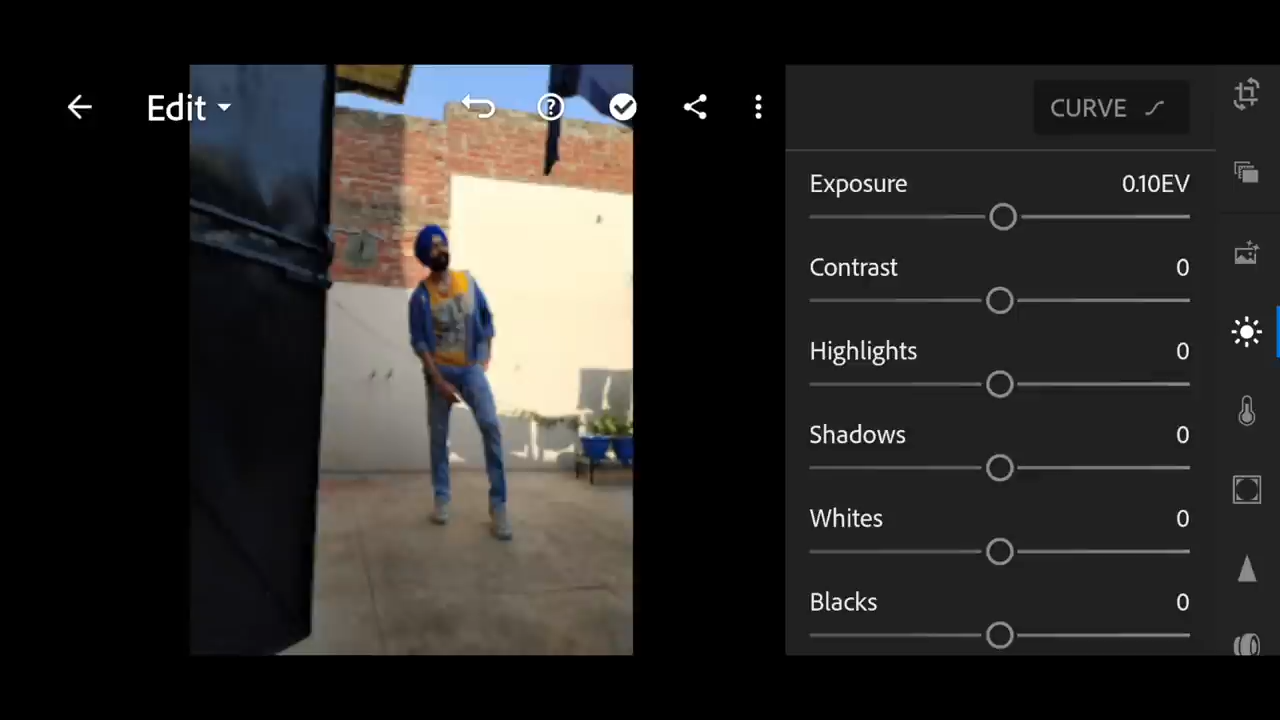 Edit
CURVE
Exposure 0.10EV
Contrast 0
Highlights 0
Shadows 0
Whites 0
Blacks 0